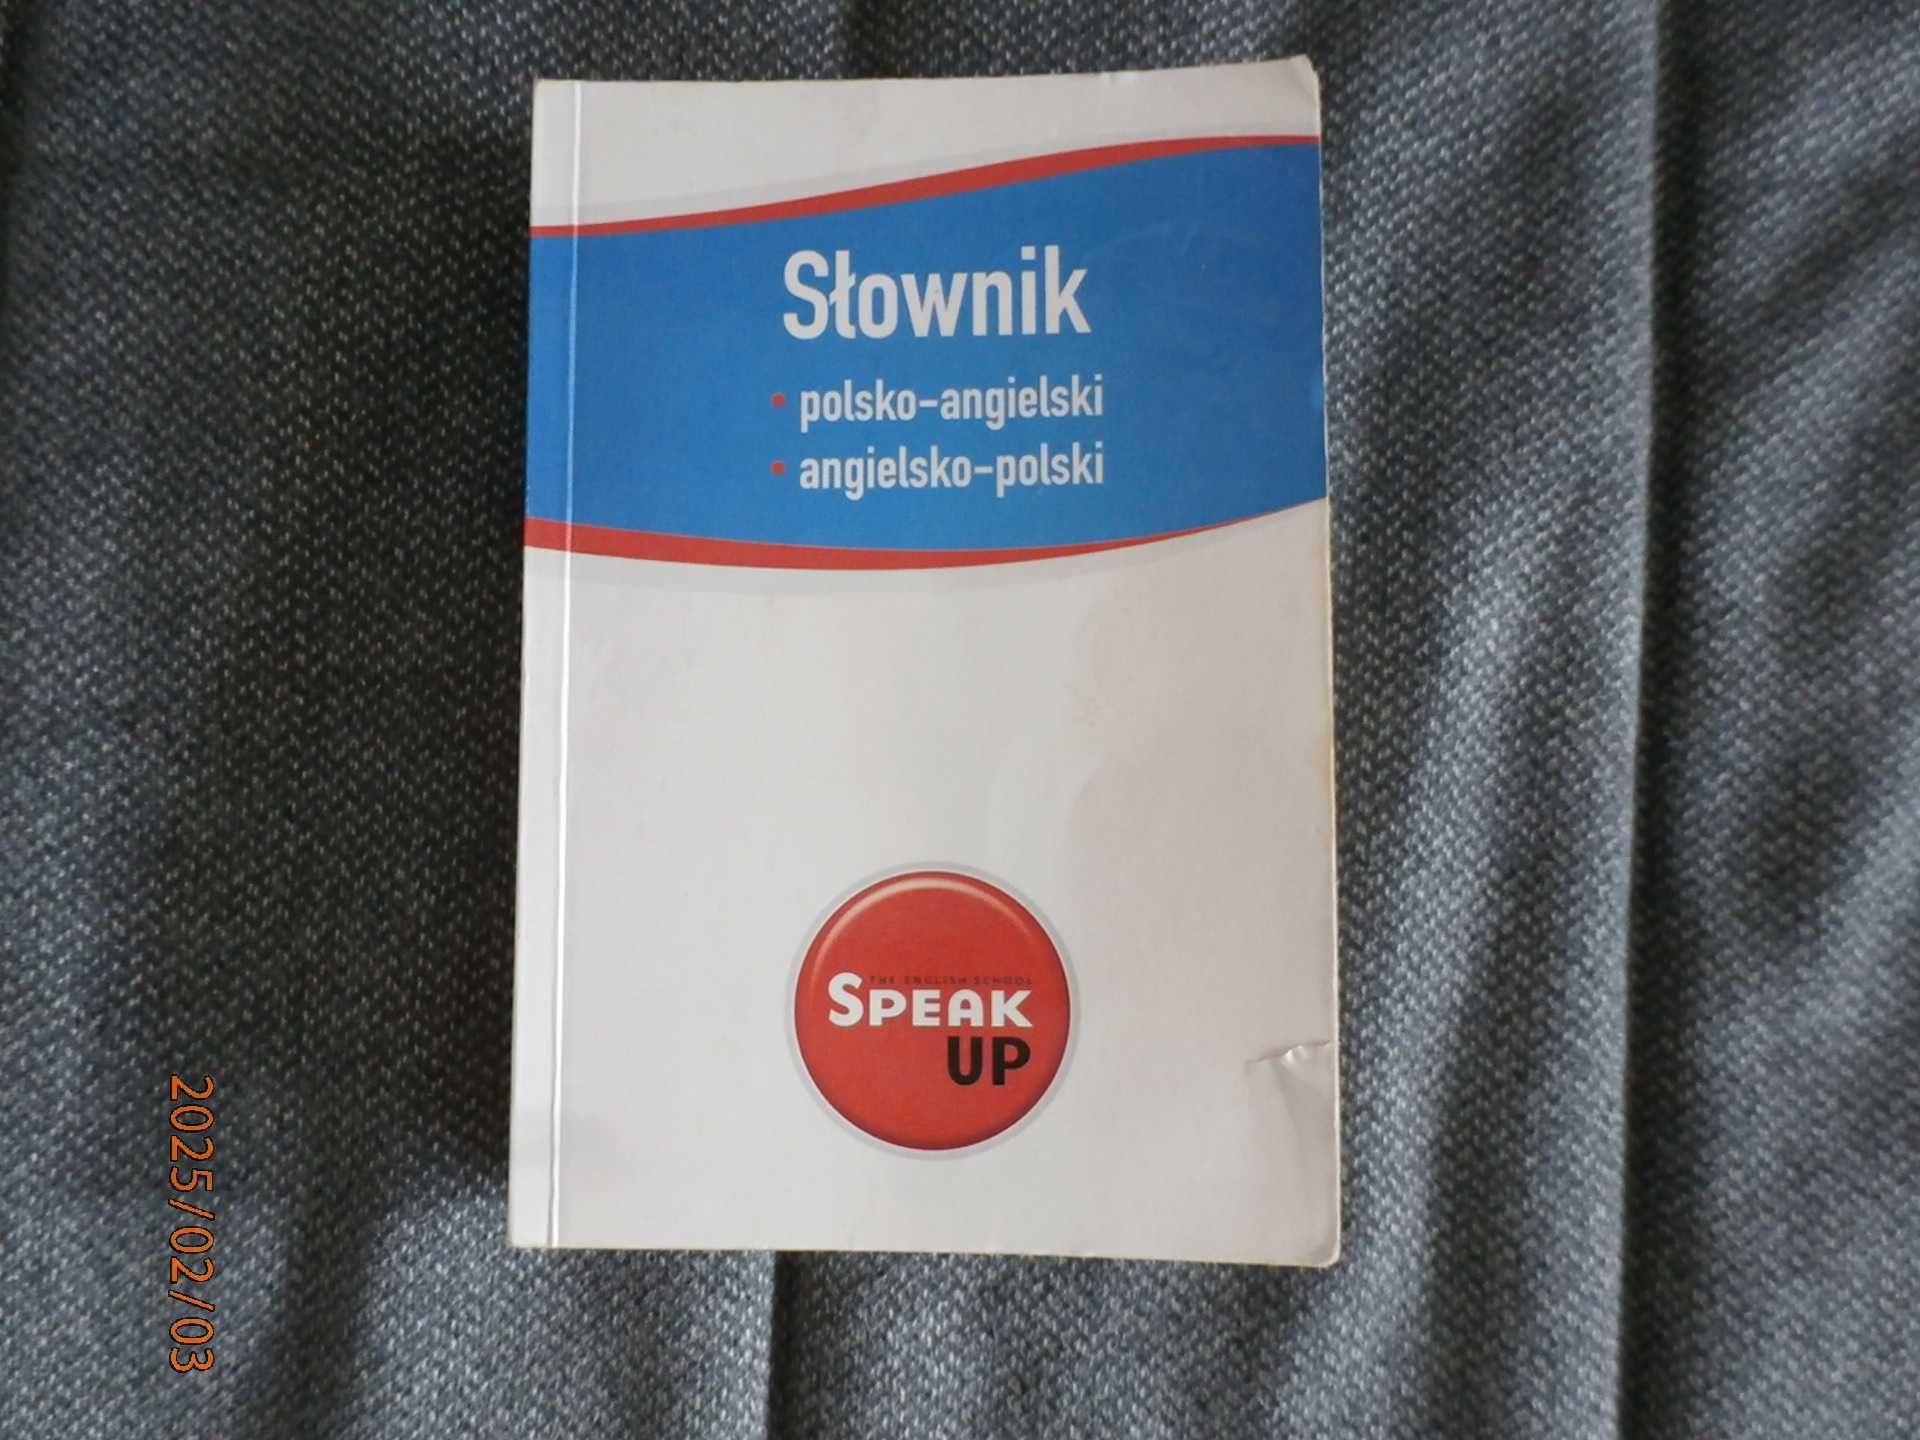 Słownik
• polsko-angielski
• angielsko-polski
THE ENGLISH SCHOOL
SPEAK
UP
2025/02/03